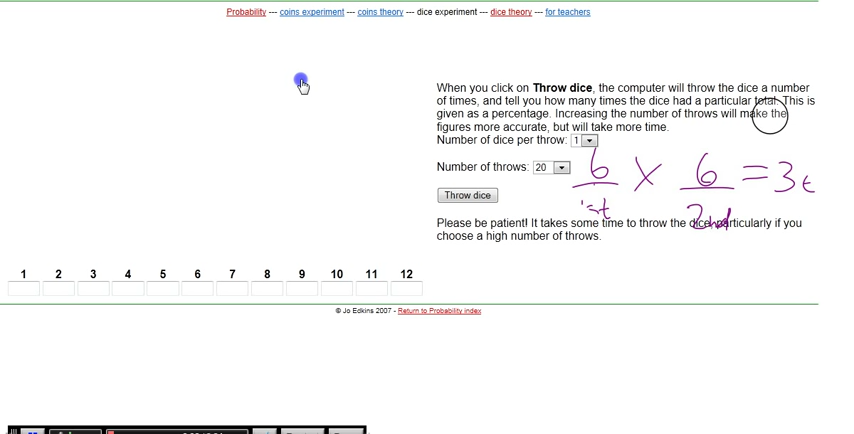 Probability --- coins experiment --- coins theory --- dice experiment --- dice theory --- for teachers
When you click on Throw dice, the computer will throw the dice a number
of times, and tell you how many times the dice had a particular total. This is
given as a percentage. Increasing the number of throws will make the
figures more accurate, but will take more time.
Number of dice per throw: 1
Number of throws: 20
6 X 6 = 3
Throw dice
2nd
Please be patient! It takes some time to throw the dice, particularly if you
choose a high number of throws.
1 2 3 4 5 6 7 8 9 10 11 12
© Jo Edkins 2007 - Return to Probability index